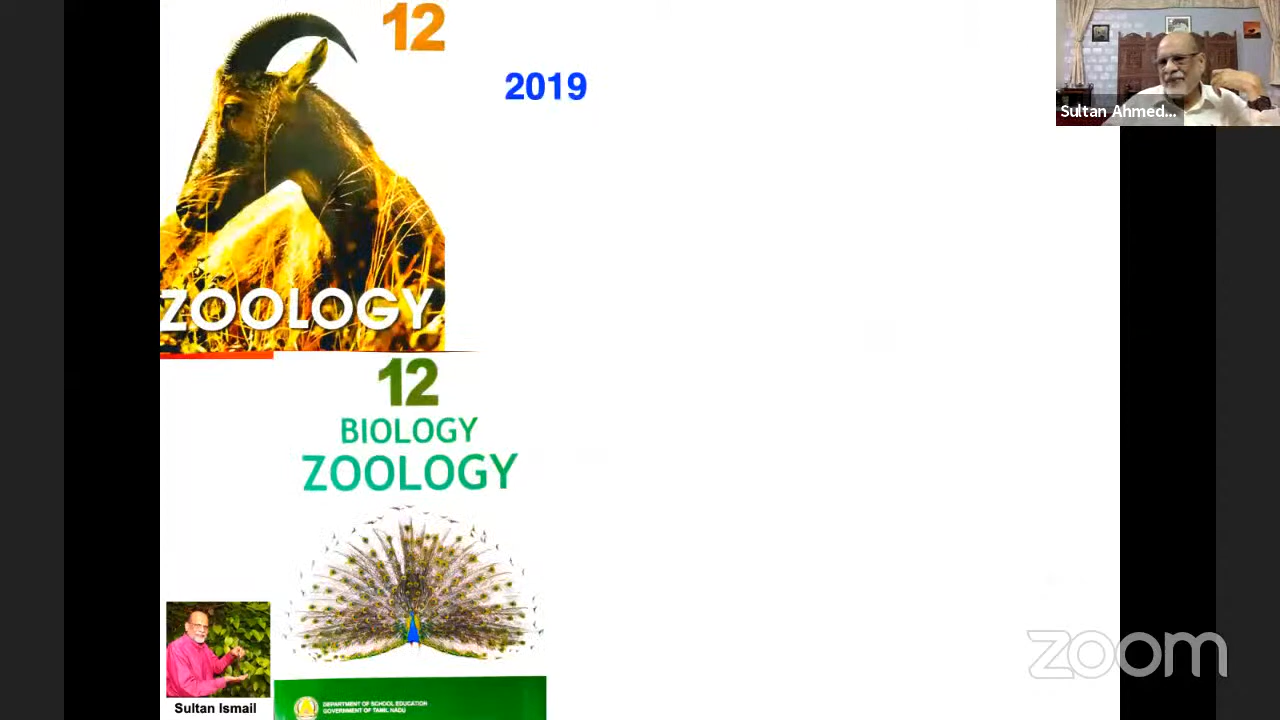 12
2019
Sultan Ahmed...
ZOOLOGY
12
BIOLOGY
ZOOLOGY
zoom
Sultan Ismail
DEPARTMENT OF SCHOOL EDUCATION
GOVERNMENT OF TAMIL NADU